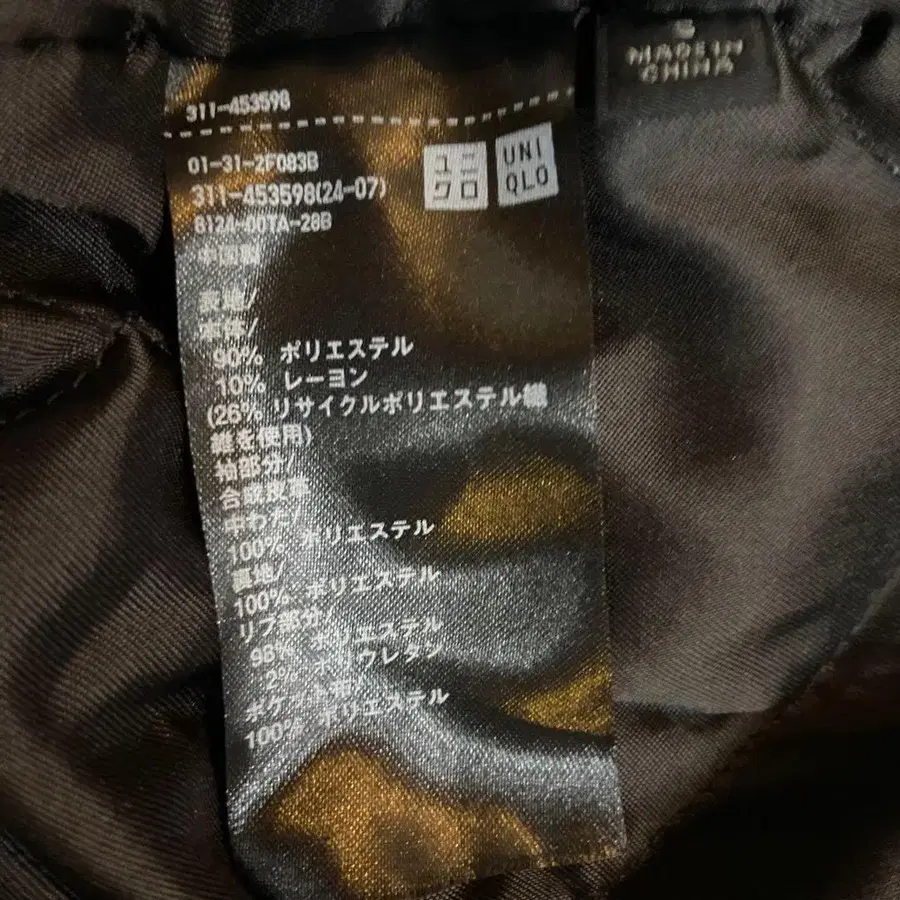 S
MADE IN
CHINA
311-453598
01-31-2F083B
311-453598(24-07)
812A-00TA-28B
ユニ
クロ
UNI
QLO
中国製
表地/
本体/
90% ポリエステル
10% レーヨン
(26% リサイクルポリエステル繊
維を使用)
袖部分/
合成皮革
中わた/
100% ポリエステル
裏地/
100% ポリエステル
リブ部分/
98% ポリエステル
2% ポリウレタン
ポケット布/
100% ポリエステル